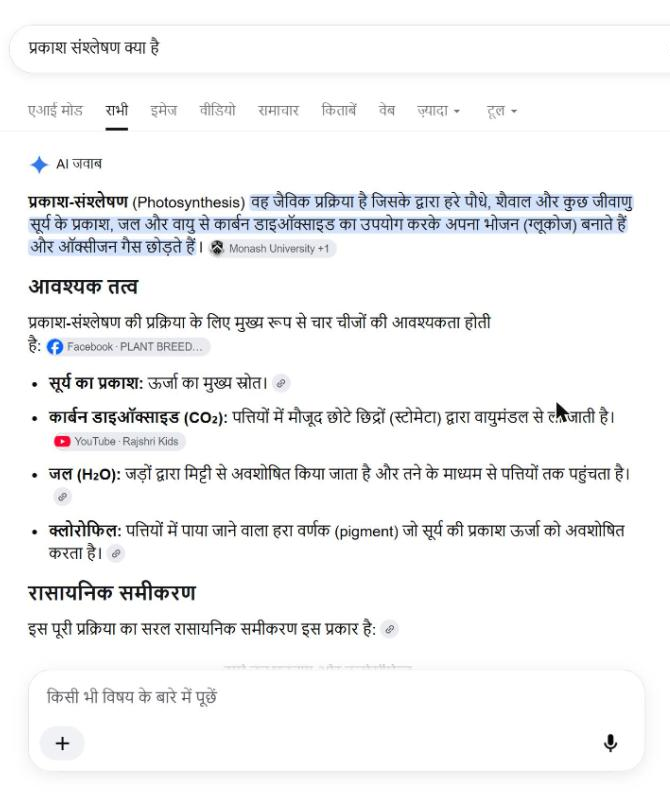 प्रकाश संश्लेषण क्या है
एआई मोड सभी इमेज वीडियो समाचार किताबें वेब ज़्यादा टूल
AI जवाब
प्रकाश-संश्लेषण (Photosynthesis) वह जैविक प्रक्रिया है जिसके द्वारा हरे पौधे, शैवाल और कुछ जीवाणु
सूर्य के प्रकाश, जल और वायु से कार्बन डाइऑक्साइड का उपयोग करके अपना भोजन (ग्लूकोज) बनाते हैं
और ऑक्सीजन गैस छोड़ते हैं। Monash University +1
आवश्यक तत्व
प्रकाश-संश्लेषण की प्रक्रिया के लिए मुख्य रूप से चार चीजों की आवश्यकता होती
है: Facebook · PLANT BREED...
• सूर्य का प्रकाश: ऊर्जा का मुख्य स्रोत।
• कार्बन डाइऑक्साइड (CO₂): पत्तियों में मौजूद छोटे छिद्रों (स्टोमेटा) द्वारा वायुमंडल से जाती है।
YouTube · Rajshri Kids
• जल (H₂O): जड़ों द्वारा मिट्टी से अवशोषित किया जाता है और तने के माध्यम से पत्तियों तक पहुंचता है।
• क्लोरोफिल: पत्तियों में पाया जाने वाला हरा वर्णक (pigment) जो सूर्य की प्रकाश ऊर्जा को अवशोषित
करता है।
रासायनिक समीकरण
इस पूरी प्रक्रिया का सरल रासायनिक समीकरण इस प्रकार है:
किसी भी विषय के बारे में पूछें